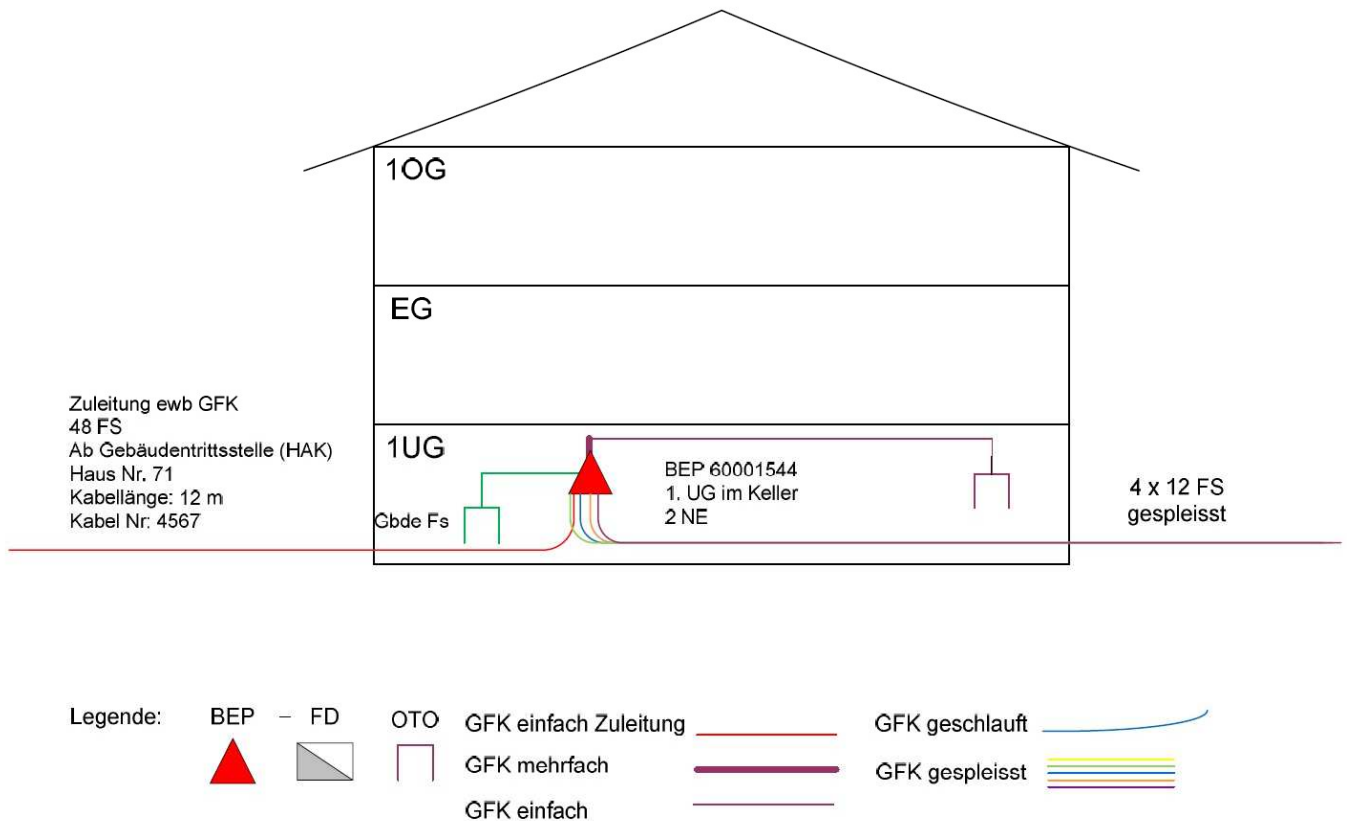 1OG
EG
Zuleitung ewb GFK
48 FS
Ab Gebäudentrittsstelle (HAK)
Haus Nr. 71
Kabellänge: 12 m
Kabel Nr: 4567
1UG
Gbde Fs
BEP 60001544
1. UG im Keller
2 NE
4 x 12 FS
gespleisst
Legende:
BEP – FD
OTO
GFK einfach Zuleitung
GFK mehrfach
GFK einfach
GFK geschlauft
GFK gespleisst